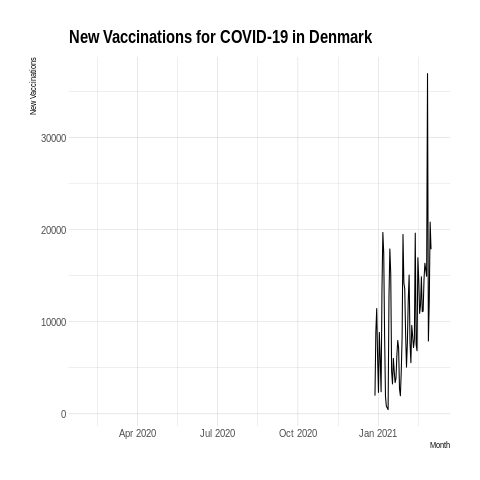 New Vaccinations for COVID-19 in Denmark
New Vaccinations
30000
20000
10000
0
Apr 2020
Jul 2020
Oct 2020
Jan 2021
Month